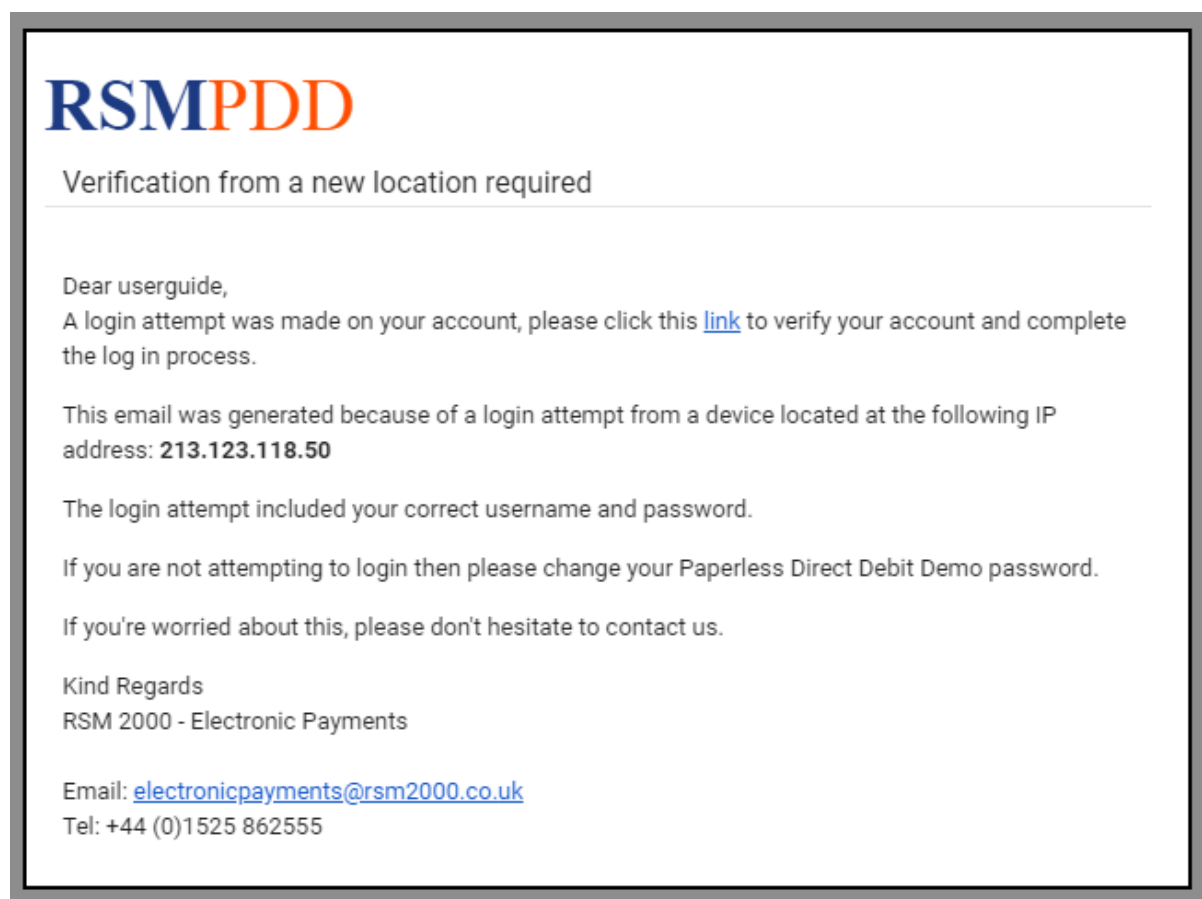 RSMPDD
Verification from a new location required
Dear userguide,
A login attempt was made on your account, please click this link to verify your account and complete
the log in process.
This email was generated because of a login attempt from a device located at the following IP
address: 213.123.118.50
The login attempt included your correct username and password.
If you are not attempting to login then please change your Paperless Direct Debit Demo password.
If you're worried about this, please don't hesitate to contact us.
Kind Regards
RSM 2000 - Electronic Payments
Email: electronicpayments@rsm2000.co.uk
Tel: +44 (0)1525 862555